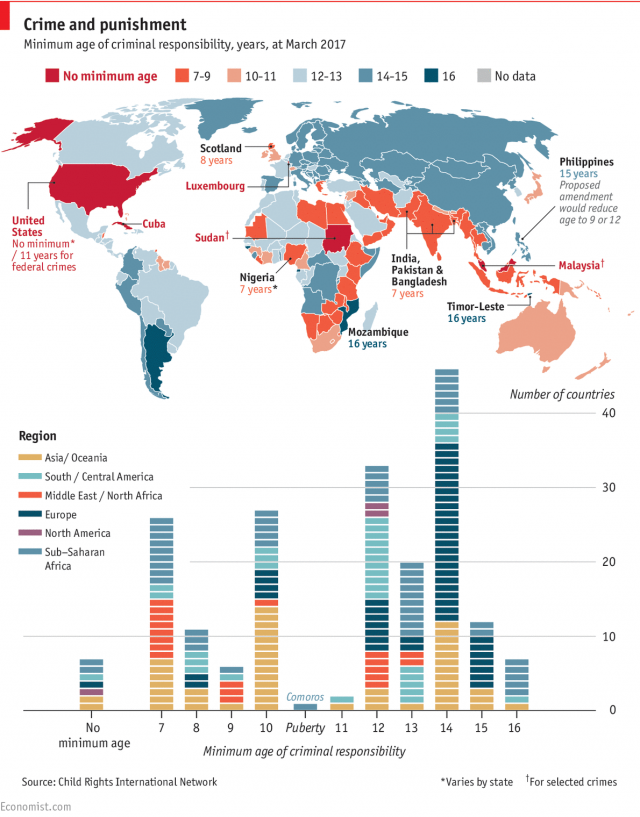 Crime and punishment
Minimum age of criminal responsibility, years, at March 2017
No minimum age
7-9
10-11
12-13
14-15
16
No data
Scotland
8 years
Luxembourg
United
States
No minimum*
/ 11 years for
federal crimes
Cuba
Sudan†
Nigeria
7 years*
India,
Pakistan &
Bangladesh
7 years
Philippines
15 years
Proposed
amendment
would reduce
age to 9 or 12
Malaysia†
Timor-Leste
16 years
Mozambique
16 years
Number of countries
40
30
20
10
0
Region
Asia/ Oceania
South / Central America
Middle East / North Africa
Europe
North America
Sub–Saharan
Africa
Comoros
No
minimum age
7
8
9
10
Puberty
11
12
13
14
15
16
Minimum age of criminal responsibility
Source: Child Rights International Network
*Varies by state
†For selected crimes
Economist.com